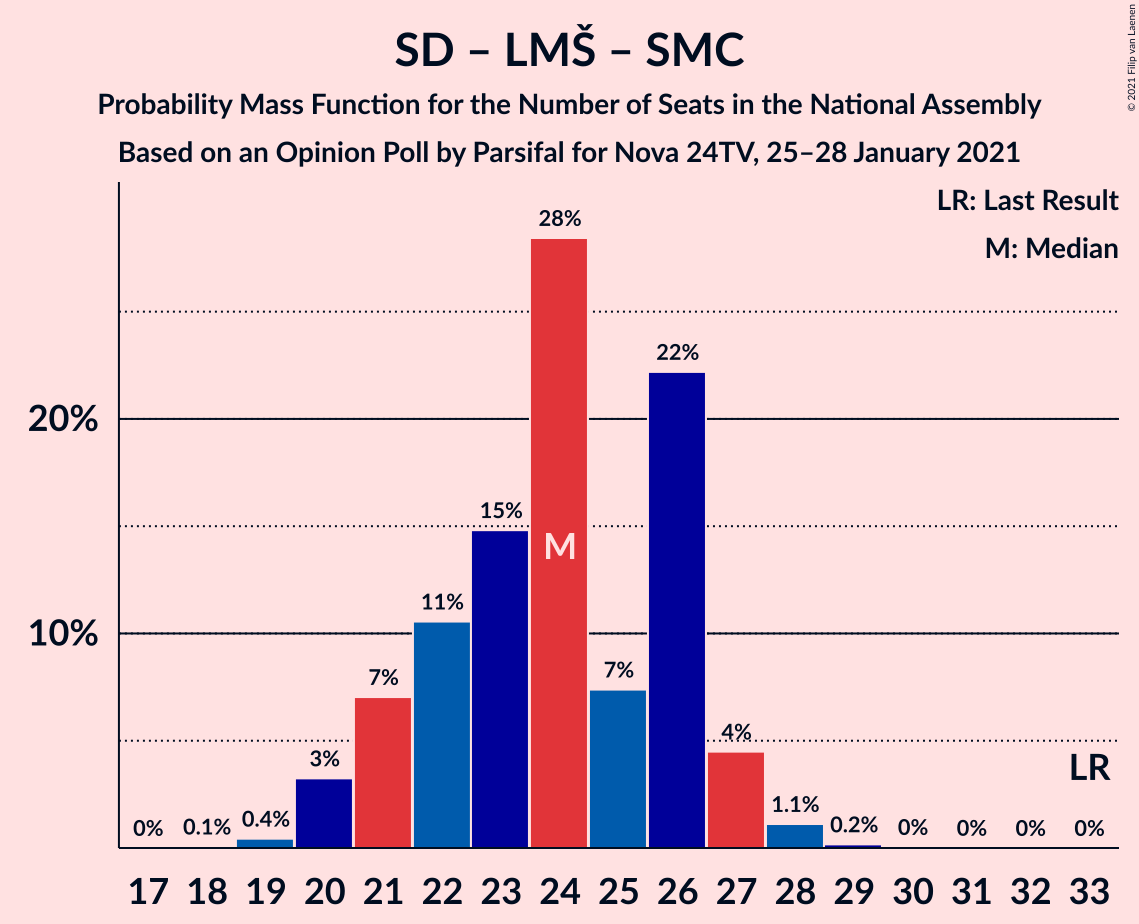 SD – LMŠ – SMC
Probability Mass Function for the Number of Seats in the National Assembly
Based on an Opinion Poll by Parsifal for Nova 24TV, 25–28 January 2021
© 2021 Filip van Laenen
LR: Last Result
M: Median
28%
22%
20%
15%
M
11%
10%
7%
7%
4%
3%
LR
1.1%
0.4%
0.2%
0%
0.1%
0%
0%
0%
0%
17 18 19 20 21 22 23 24 25 26 27 28 29 30 31 32 33